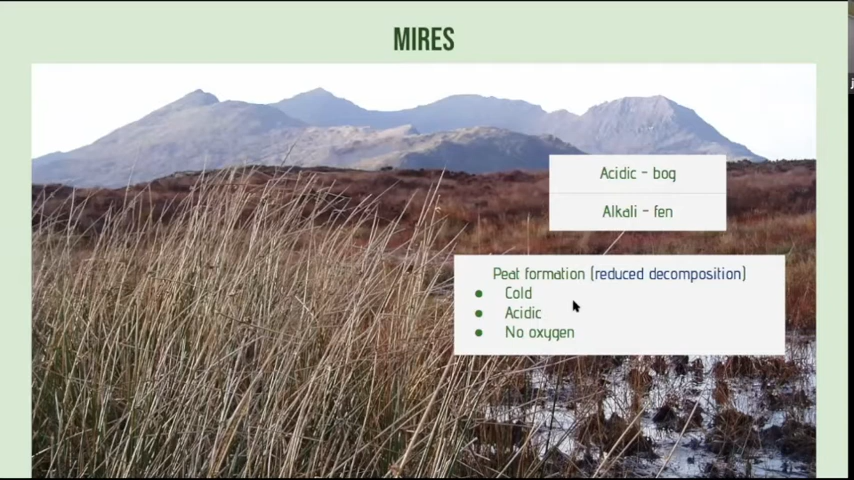 MIRES
Acidic - bog
Alkali - fen
Peat formation (reduced decomposition)
● Cold
● Acidic
● No oxygen